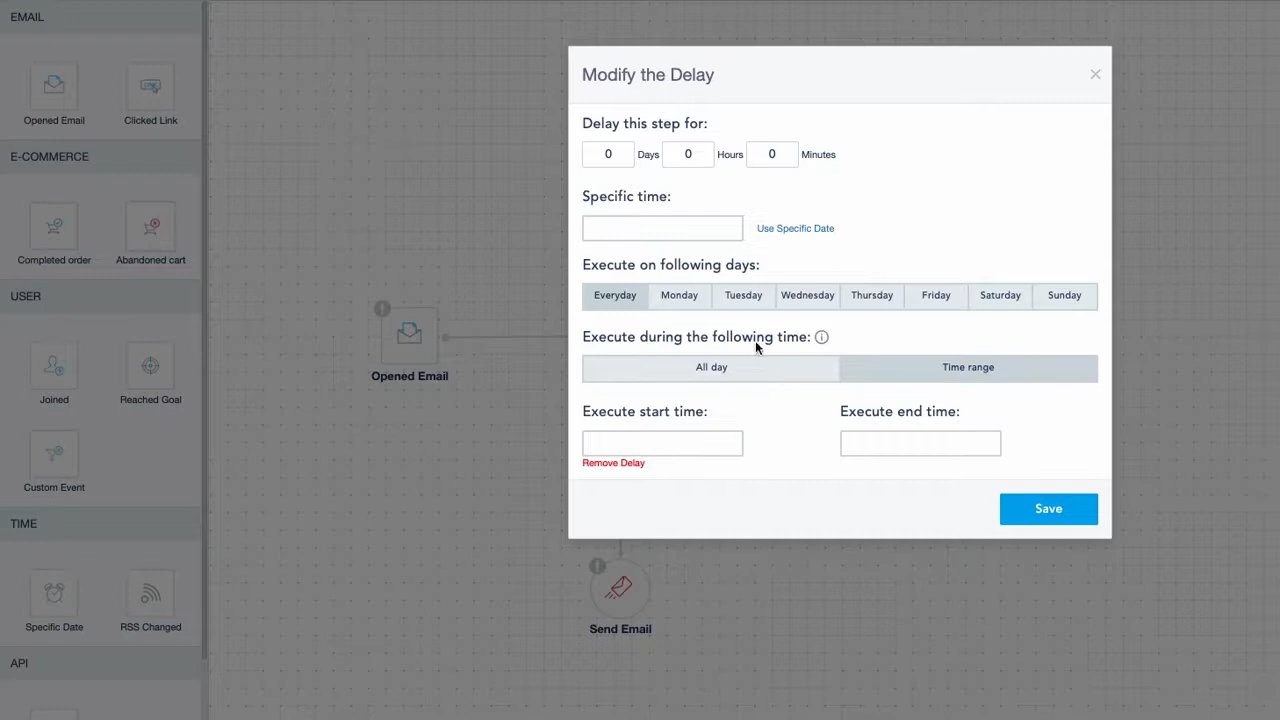 EMAIL
Opened Email
Clicked Link
E-COMMERCE
Completed order
Abandoned cart
USER
Joined
Reached Goal
Custom Event
TIME
Specific Date
RSS Changed
API
Opened Email
Send Email
Modify the Delay
Delay this step for:
0 Days 0 Hours 0 Minutes
Specific time:
Use Specific Date
Execute on following days:
Everyday Monday Tuesday Wednesday Thursday Friday Saturday Sunday
Execute during the following time:
All day Time range
Execute start time: Execute end time:
Remove Delay
Save